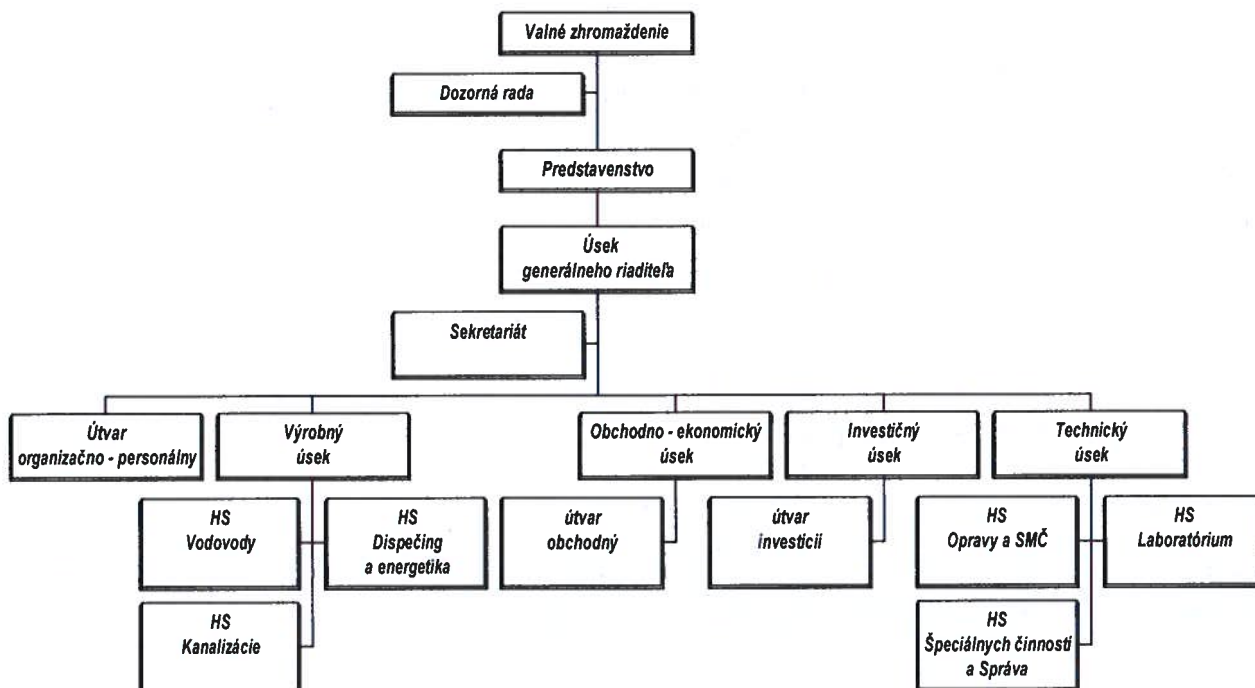 Valné zhromaždenie
Dozorná rada
Predstavenstvo
Úsek
generálneho riaditeľa
Sekretariát
Útvar
organizačno - personálny
Výrobný
úsek
Obchodno - ekonomický
úsek
Investičný
úsek
Technický
úsek
HS
Vodovody
HS
Dispečing
a energetika
útvar
obchodný
útvar
investícií
HS
Opravy a SMČ
HS
Laboratórium
HS
Kanalizácie
HS
Špeciálnych činností
a Správa